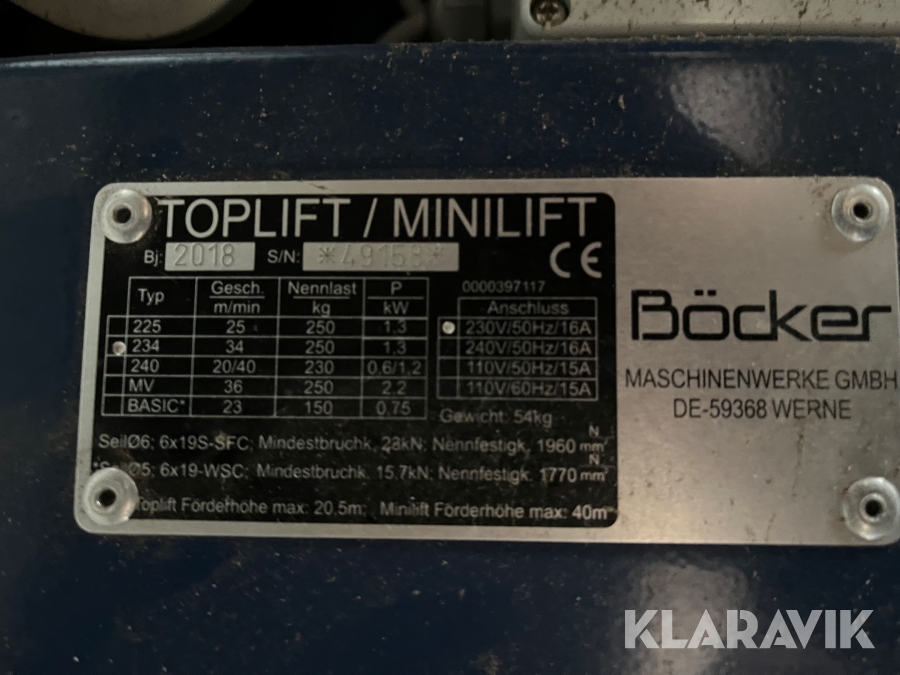 TOPLIFT / MINILIFT
Bj: 2018 S/N: *49153*
CE
0000397117
Typ Gesch. m/min Nennlast kg P kW
225 25 250 1.3
234 34 250 1.3
240 20/40 230 0.6/1,2
MV 36 250 2.2
BASIC* 23 150 0.75
Anschluss
230V/50Hz/16A
240V/50Hz/16A
110V/50Hz/15A
110V/60Hz/15A
Gewicht: 54kg
SeilØ6; 6x19S-SFC; Mindestbruchk. 23kN; Nennfestigk. 1960 N/mm²
*SeilØ5; 6x19-WSC; Mindestbruchk. 15.7kN; Nennfestigk. 1770 N/mm²
Toplift Förderhöhe max: 20.5m; Minilift Förderhöhe max: 40m
Böcker
MASCHINENWERKE GMBH
DE-59368 WERNE
KLARAVIK